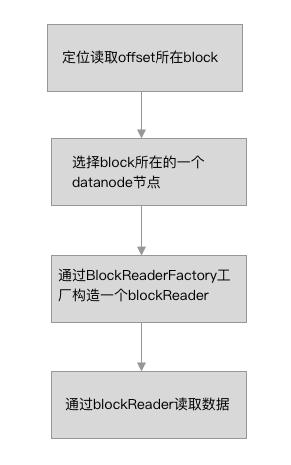 定位读取offset所在block
选择block所在的一个
datanode节点
通过BlockReaderFactory工
厂构造一个blockReader
通过blockReader读取数据